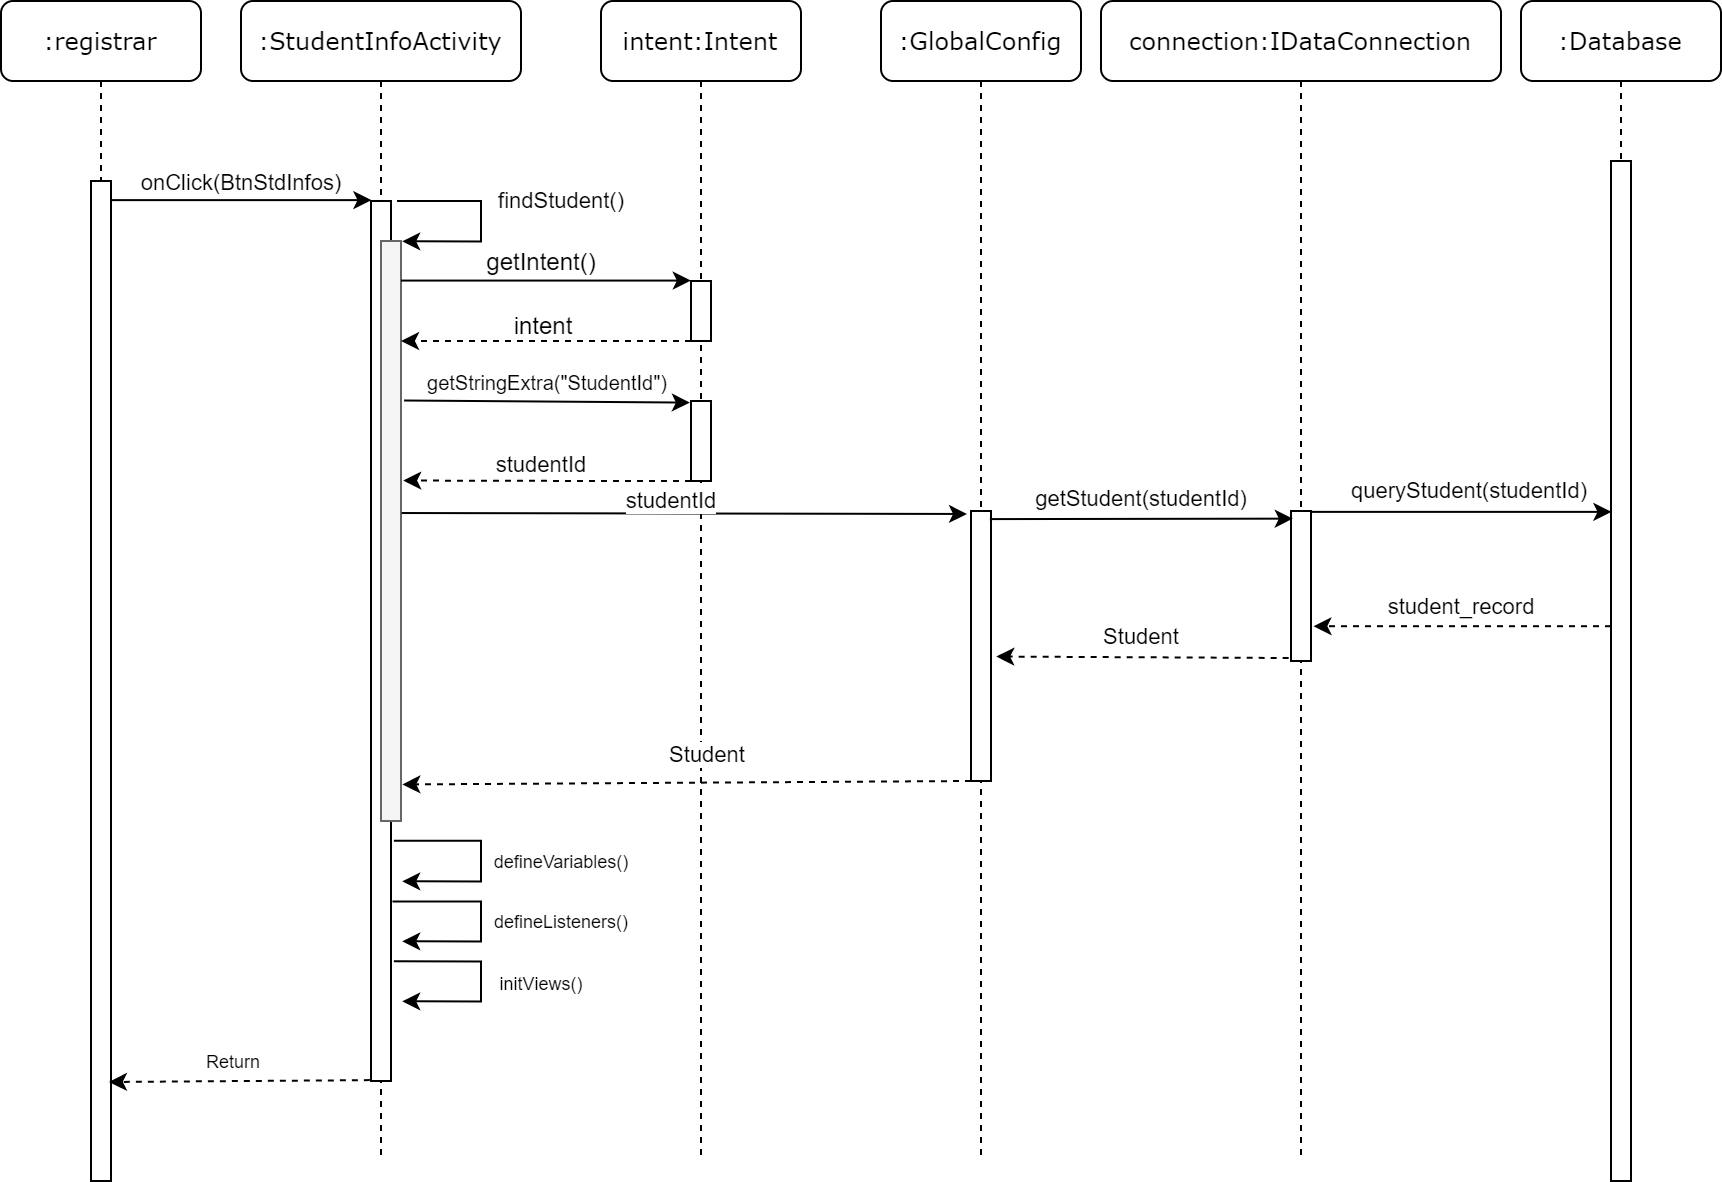 :registrar
:StudentInfoActivity
intent:Intent
:GlobalConfig
connection:IDataConnection
:Database
onClick(BtnStdInfos)
findStudent()
getIntent()
intent
getStringExtra("StudentId")
studentId
studentId
getStudent(studentId)
queryStudent(studentId)
student_record
Student
Student
defineVariables()
defineListeners()
initViews()
Return